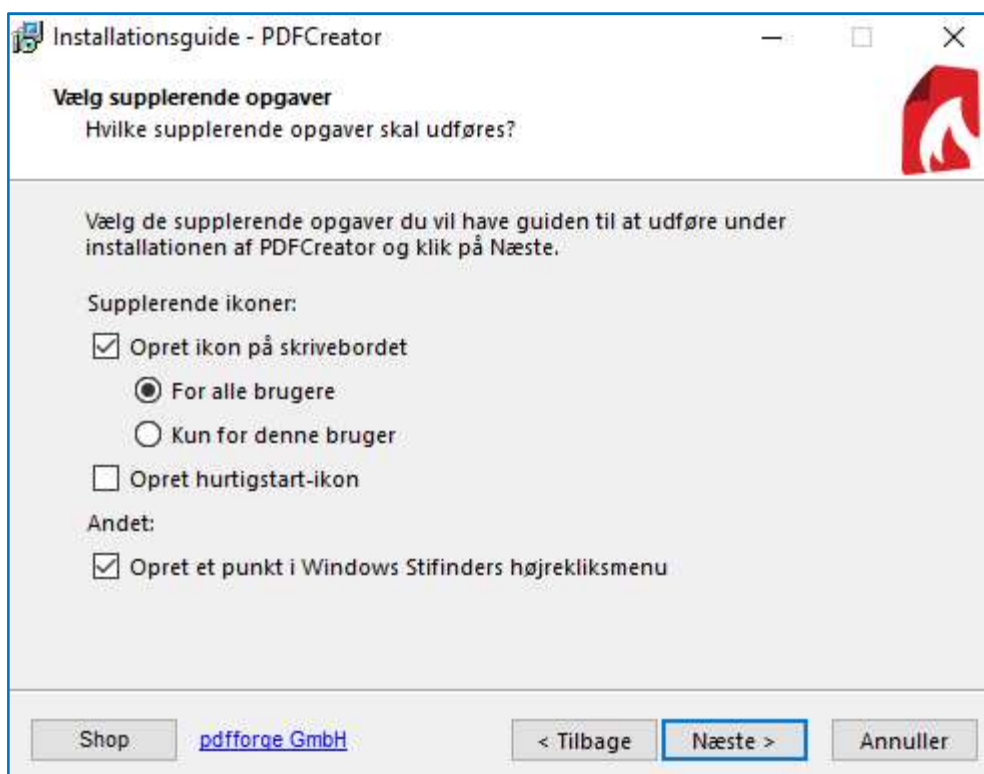 Installationsguide - PDFCreator
Vælg supplerende opgaver
Hvilke supplerende opgaver skal udføres?
Vælg de supplerende opgaver du vil have guiden til at udføre under
installationen af PDFCreator og klik på Næste.
Supplerende ikoner:
Opret ikon på skrivebordet
For alle brugere
Kun for denne bruger
Opret hurtigstart-ikon
Andet:
Opret et punkt i Windows Stifinders højrekliksmenu
Shop pdfforge GmbH < Tilbage Næste > Annuller